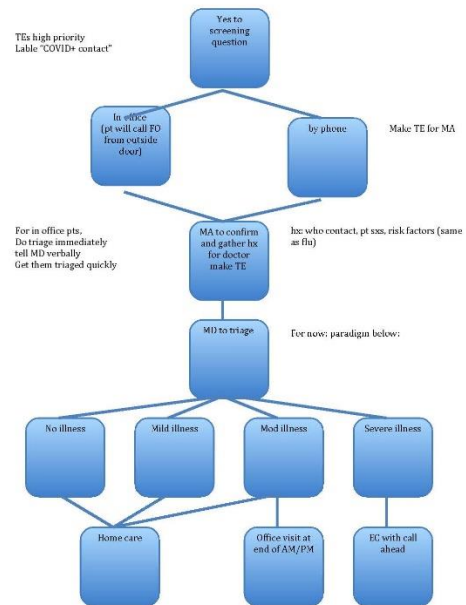 Yes to
screening
question
TEs high priority
Lable "COVID+ contact"
In office
(pt will call FO
from outside
door)
by phone
Make TE for MA
For in office pts,
Do triage immediately
tell MD verbally
Get them triaged quickly
MA to confirm
and gather hx
for doctor
make TE
hx: who contact, pt sxs, risk factors (same
as flu)
MD to triage
For now: paradigm below:
No illness
Mild illness
Mod illness
Severe illness
Home care
Office visit at
end of AM/PM
EC with call
ahead